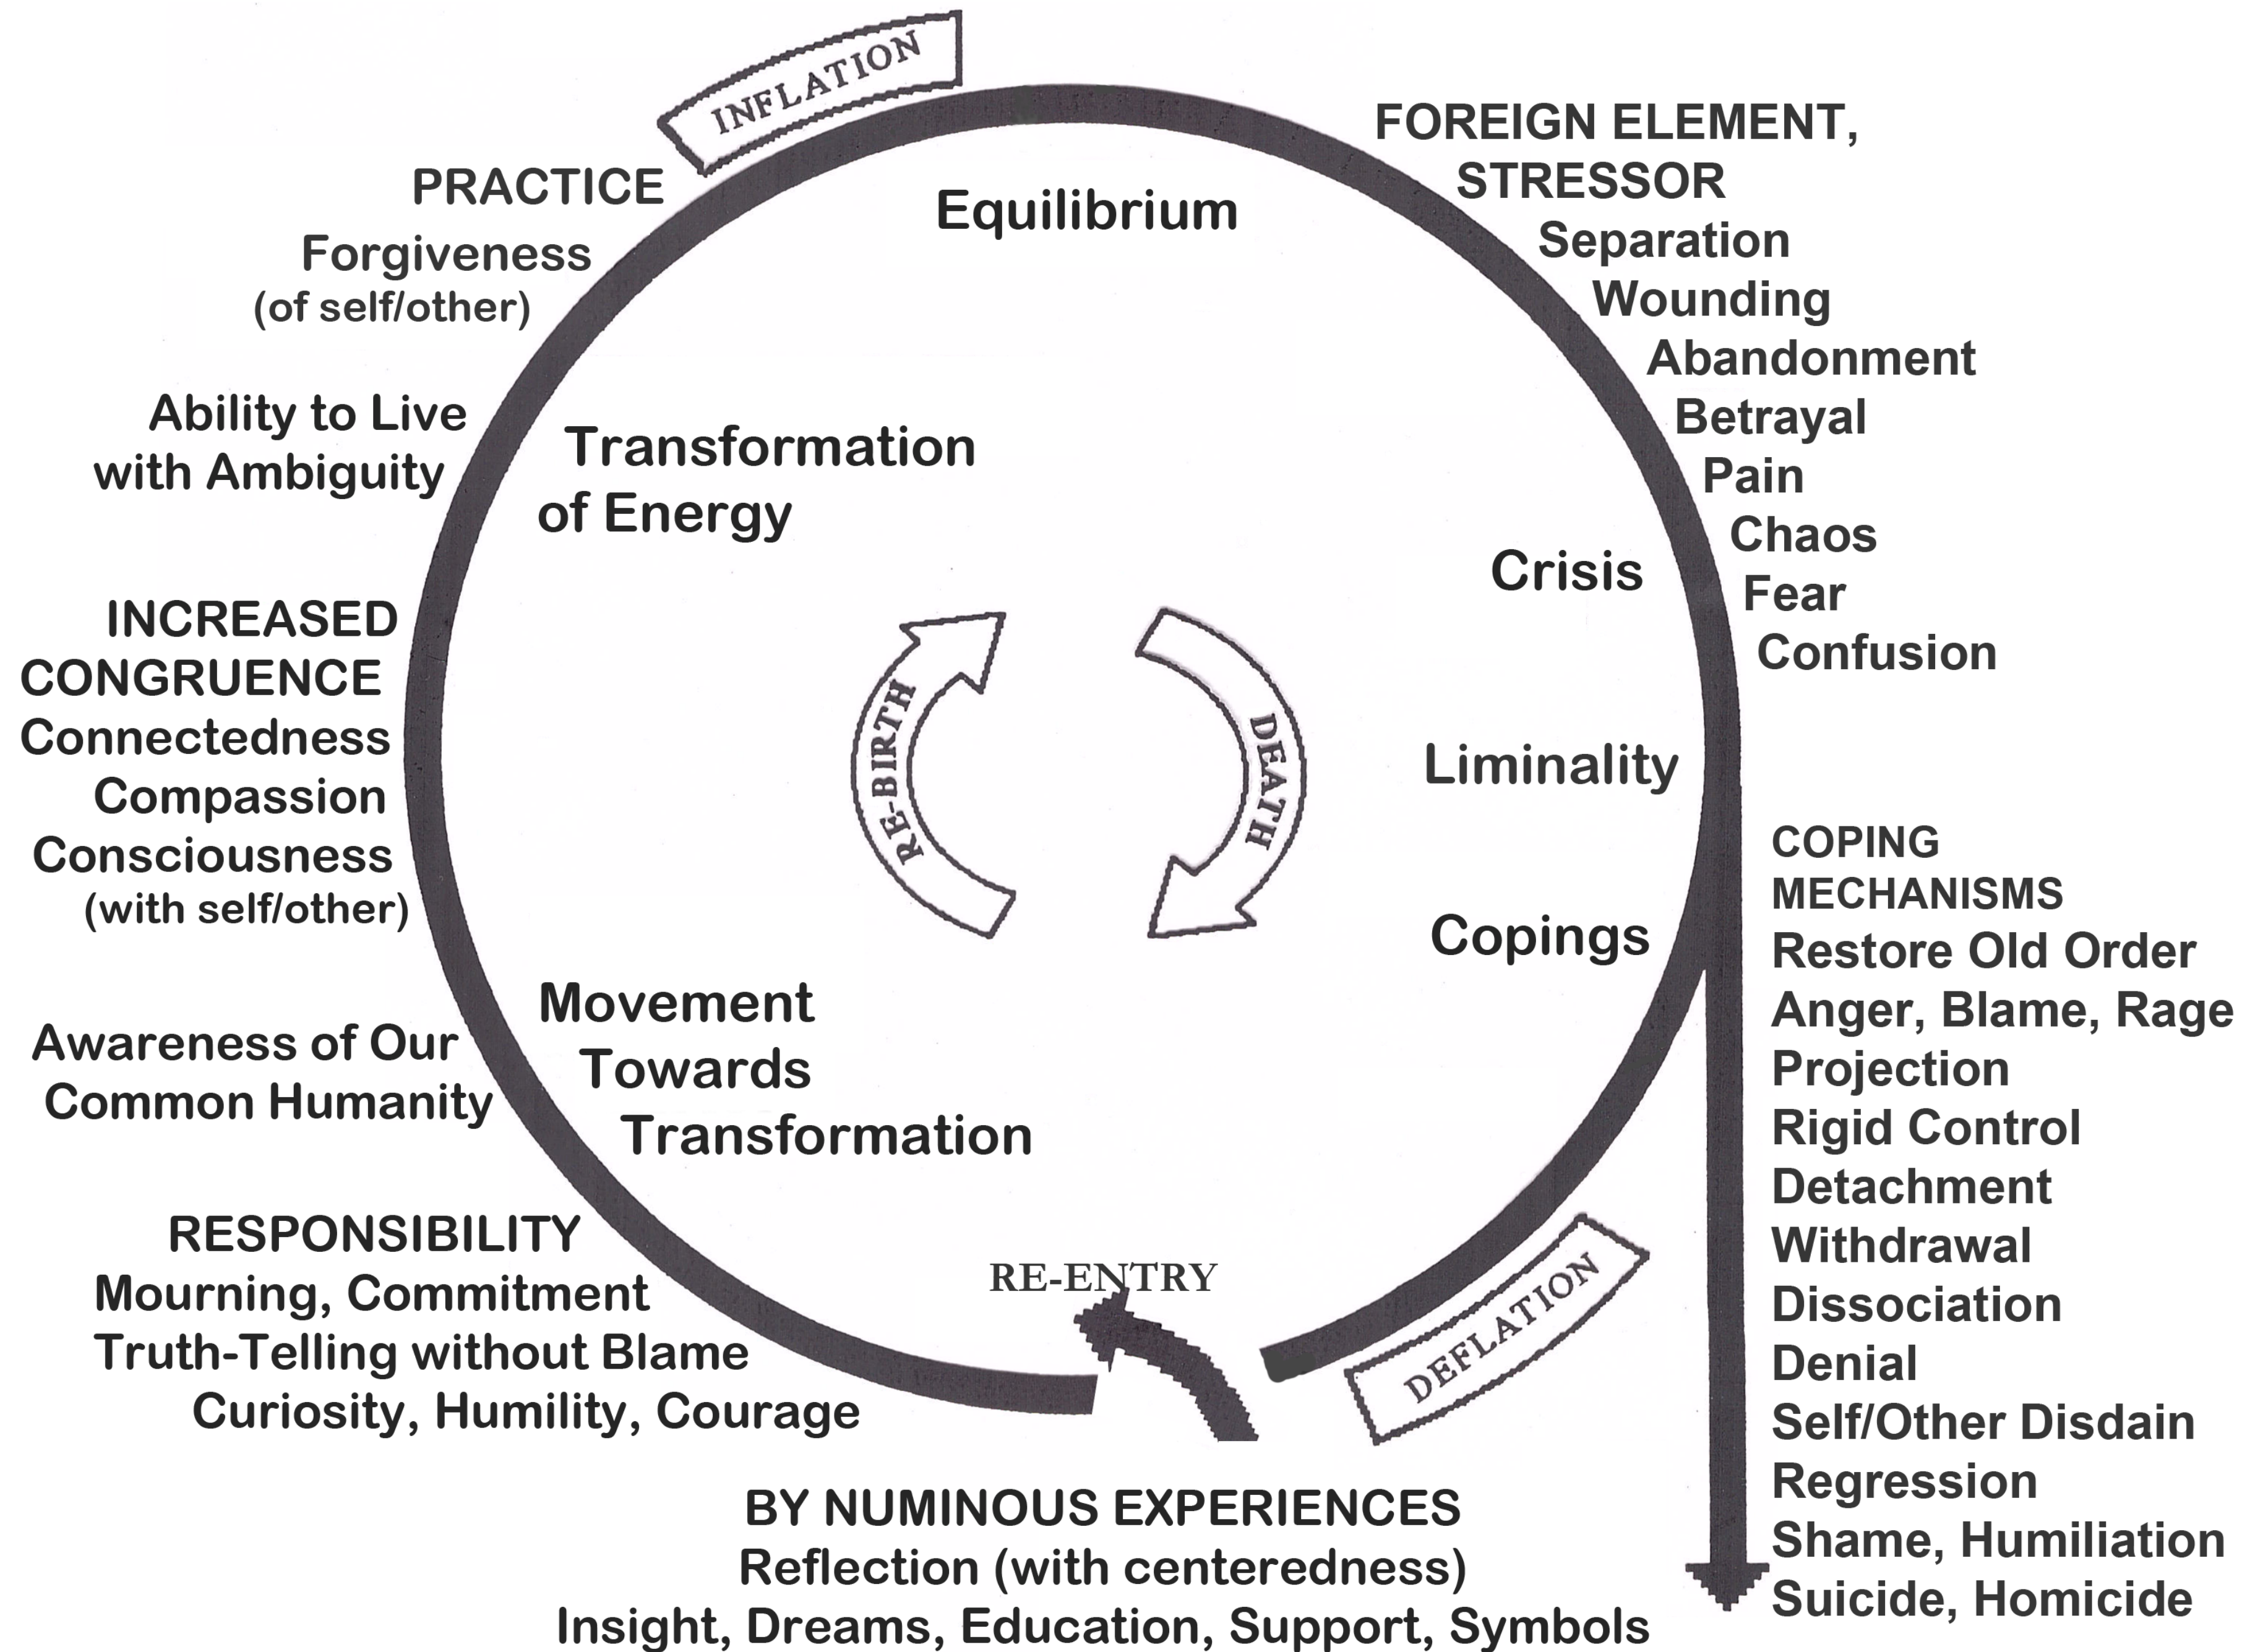 INFLATION
Equilibrium
FOREIGN ELEMENT,
STRESSOR
Separation
Wounding
Abandonment
Betrayal
Pain
Chaos
Fear
Confusion
Crisis
Liminality
Copings
DEATH
COPING
MECHANISMS
Restore Old Order
Anger, Blame, Rage
Projection
Rigid Control
Detachment
Withdrawal
Dissociation
Denial
Self/Other Disdain
Regression
Shame, Humiliation
Suicide, Homicide
DEFLATION
RE-ENTRY
BY NUMINOUS EXPERIENCES
Reflection (with centeredness)
Insight, Dreams, Education, Support, Symbols
RESPONSIBILITY
Mourning, Commitment
Truth-Telling without Blame
Curiosity, Humility, Courage
Movement
Towards
Transformation
Awareness of Our
Common Humanity
RE-BIRTH
INCREASED
CONGRUENCE
Connectedness
Compassion
Consciousness
(with self/other)
Transformation
of Energy
Ability to Live
with Ambiguity
PRACTICE
Forgiveness
(of self/other)